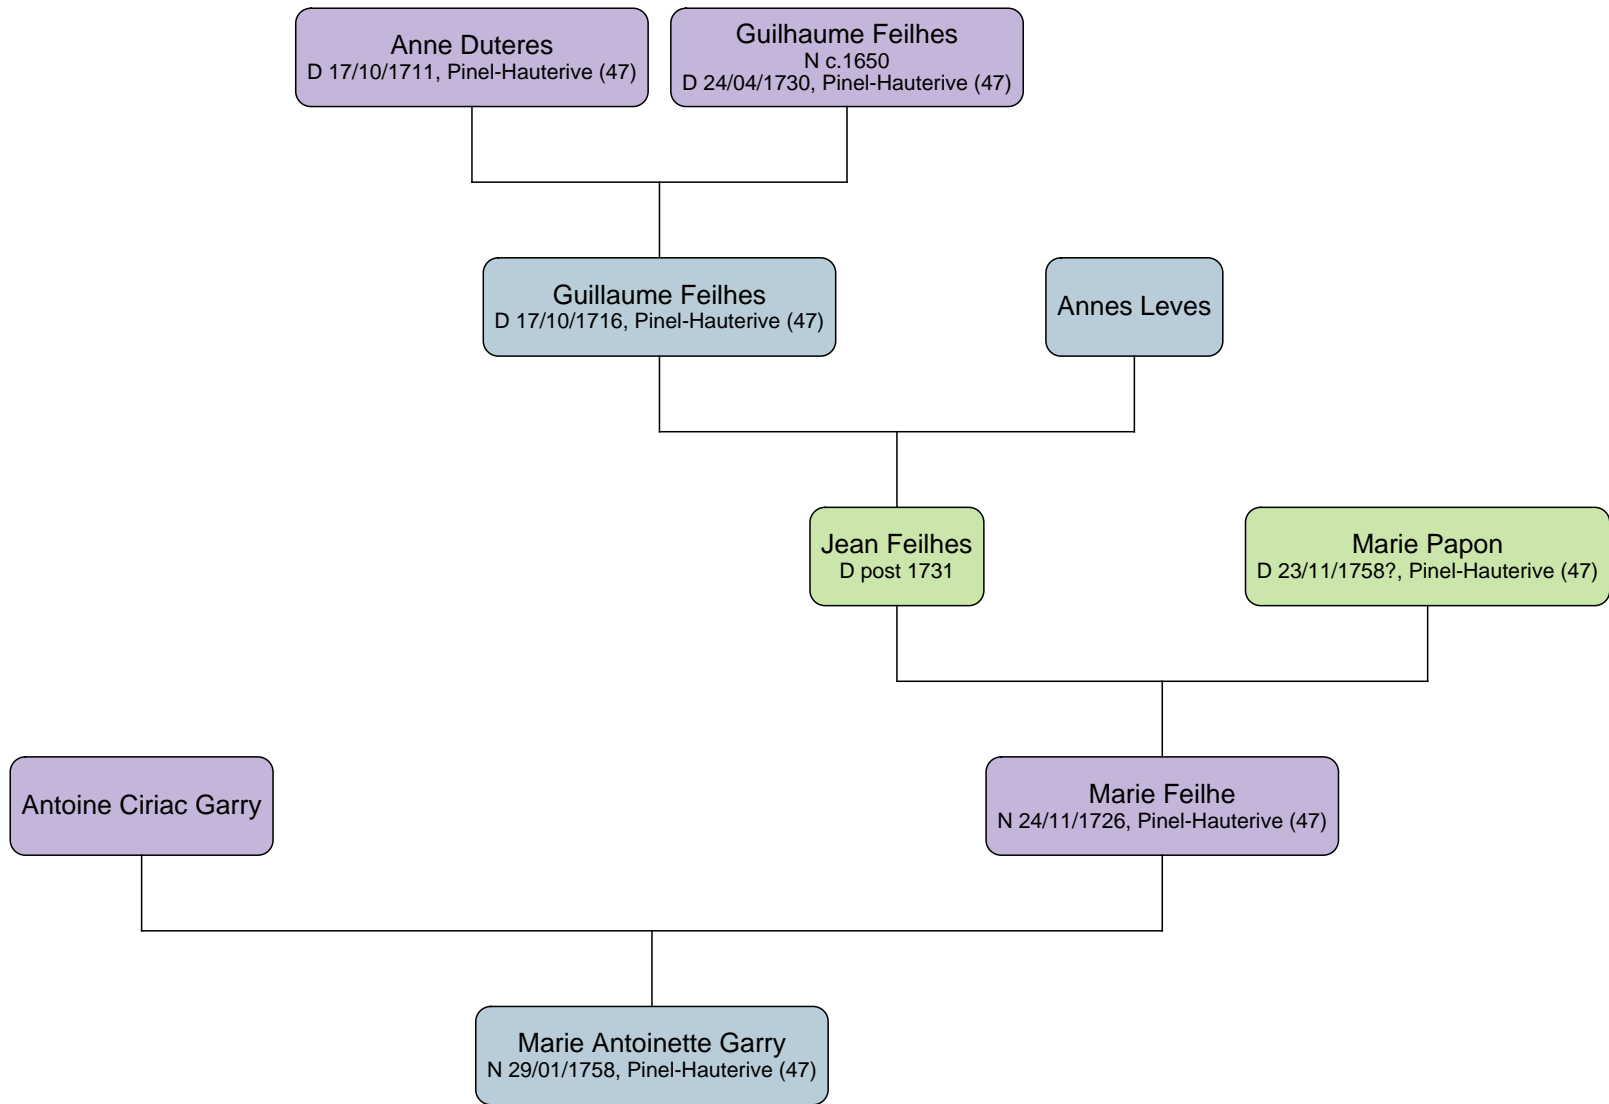 Anne Duteres
D 17/10/1711, Pinel-Hauterive (47)
Guilhaume Feilhes
N c.1650
D 24/04/1730, Pinel-Hauterive (47)
Guillaume Feilhes
D 17/10/1716, Pinel-Hauterive (47)
Annes Leves
Jean Feilhes
D post 1731
Marie Papon
D 23/11/1758?, Pinel-Hauterive (47)
Antoine Ciriac Garry
Marie Feilhe
N 24/11/1726, Pinel-Hauterive (47)
Marie Antoinette Garry
N 29/01/1758, Pinel-Hauterive (47)